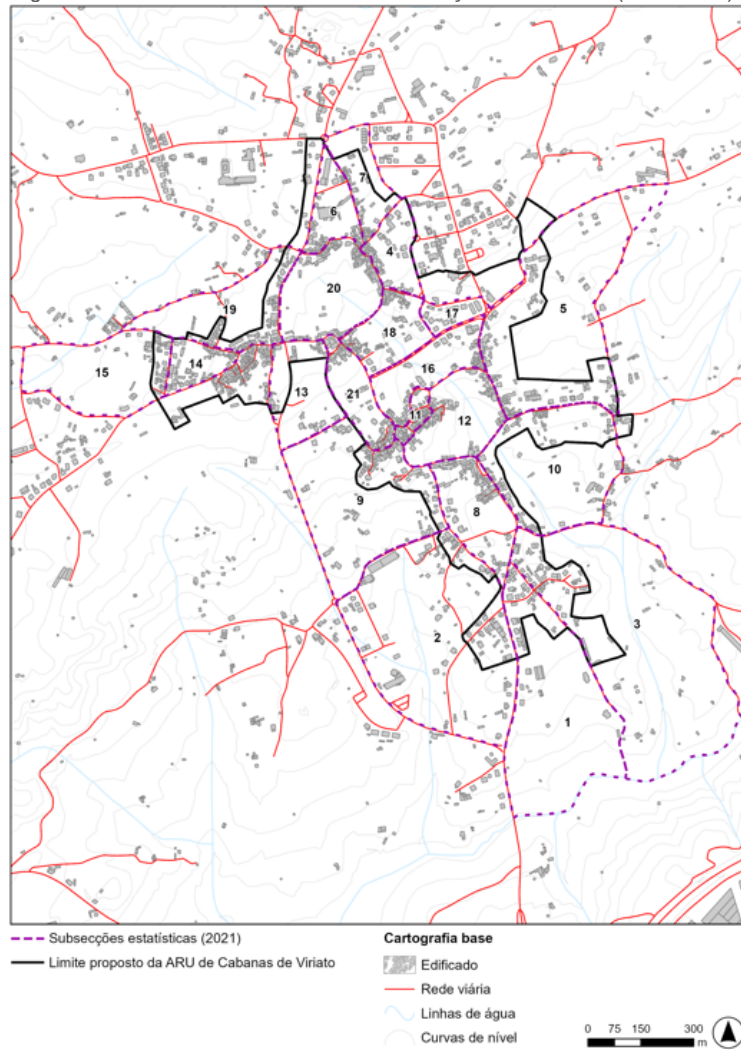 7
6
4
20
5
19
17
18
15
14
16
13
21
11
12
10
9
8
2
3
1
Subsecções estatísticas (2021)
Limite proposto da ARU de Cabanas de Viriato
Cartografia base
Edificado
Rede viária
Linhas de água
Curvas de nível
0 75 150 300
m